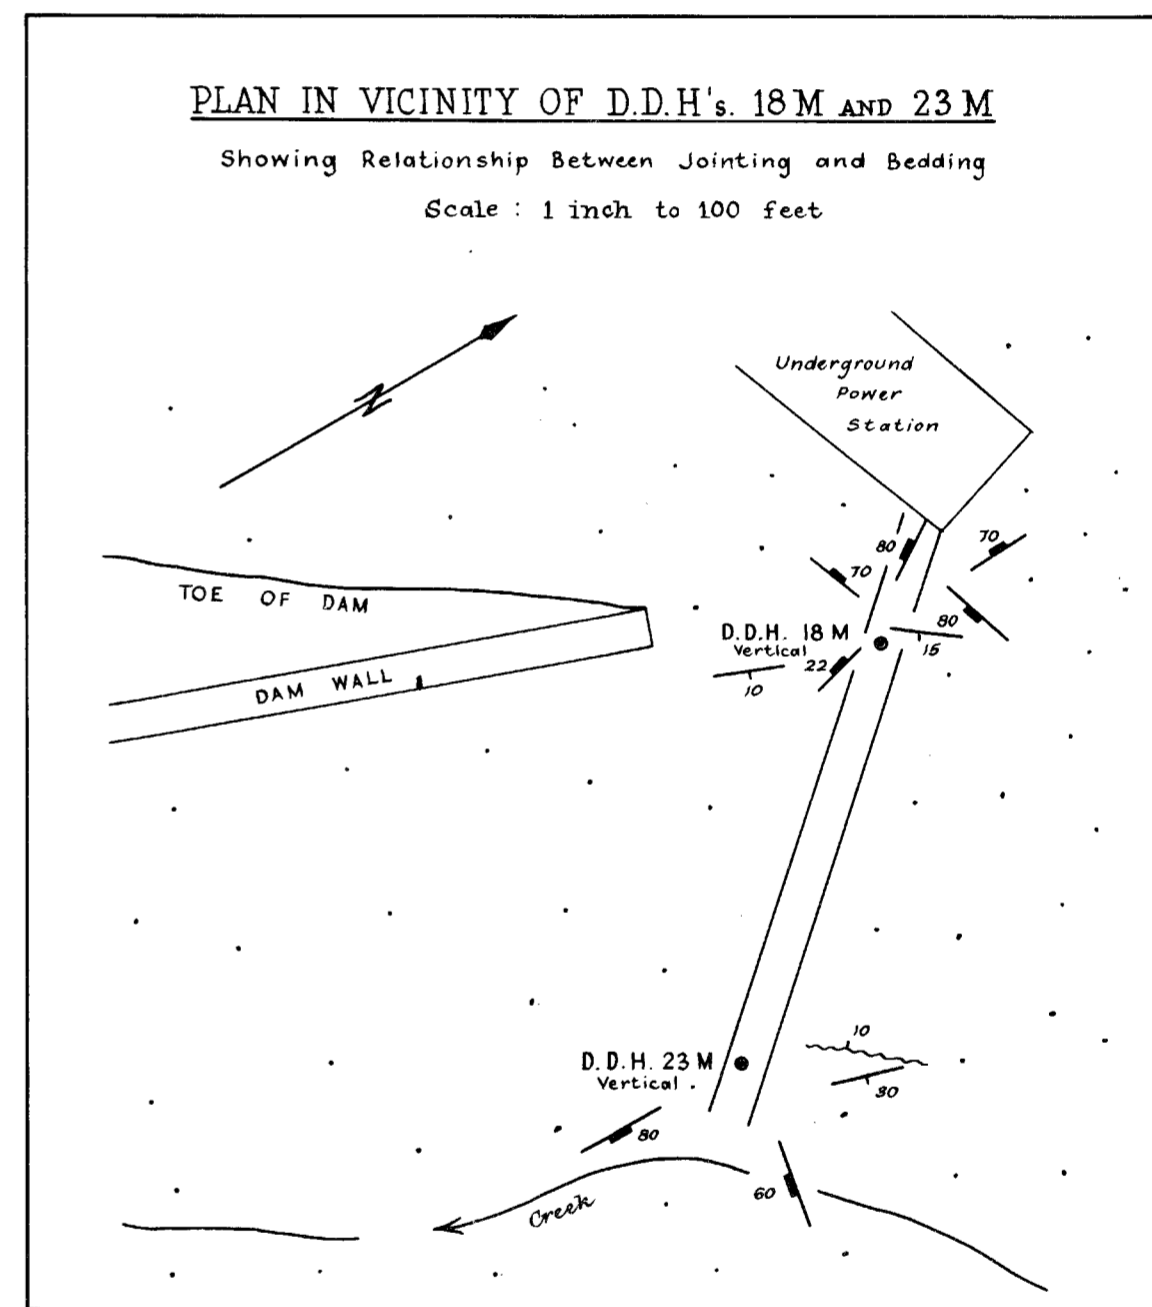 PLAN IN VICINITY OF D.D.H's. 18 M AND 23 M
Showing Relationship Between Jointing and Bedding
Scale : 1 inch to 100 feet
N
Underground
Power
Station
80
70
70
80
TOE OF DAM
D.D.H. 18 M
Vertical
22
15
10
DAM WALL
D.D.H. 23 M
Vertical .
10
30
80
60
Creek